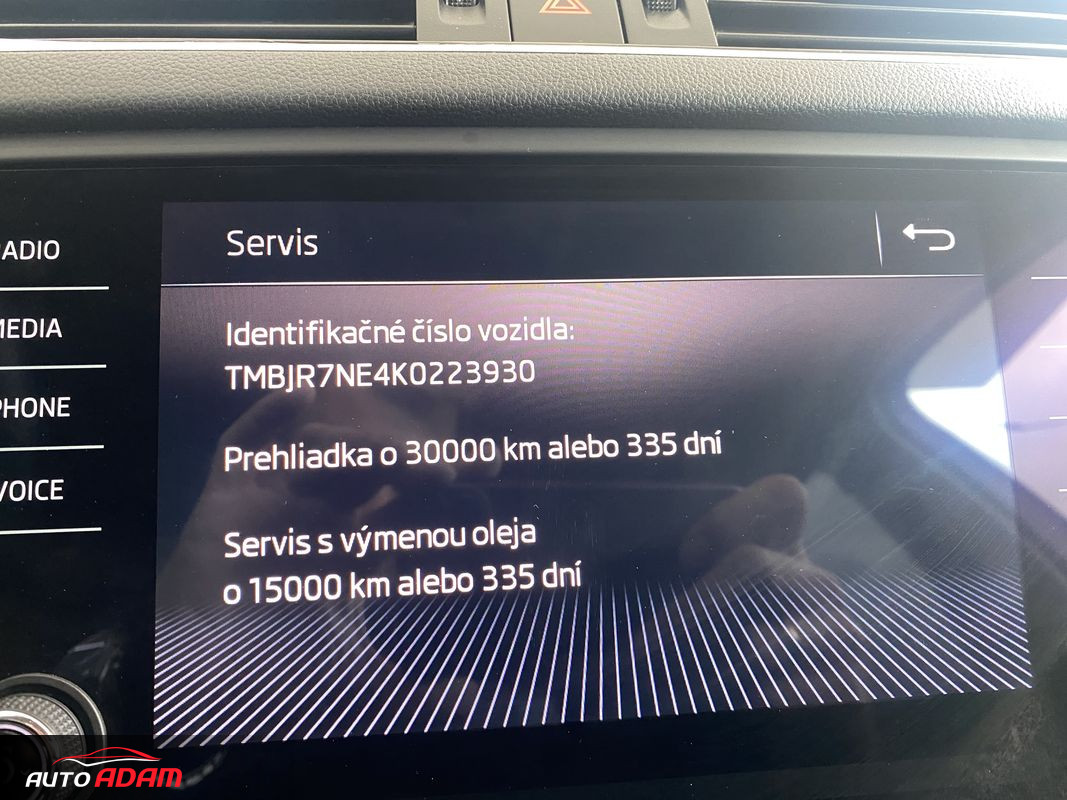 Servis
RADIO
MEDIA
PHONE
VOICE
Identifikačné číslo vozidla:
TMBJR7NE4K0223930
Prehliadka o 30000 km alebo 335 dní
Servis s výmenou oleja
o 15000 km alebo 335 dní
AUTO ADAM